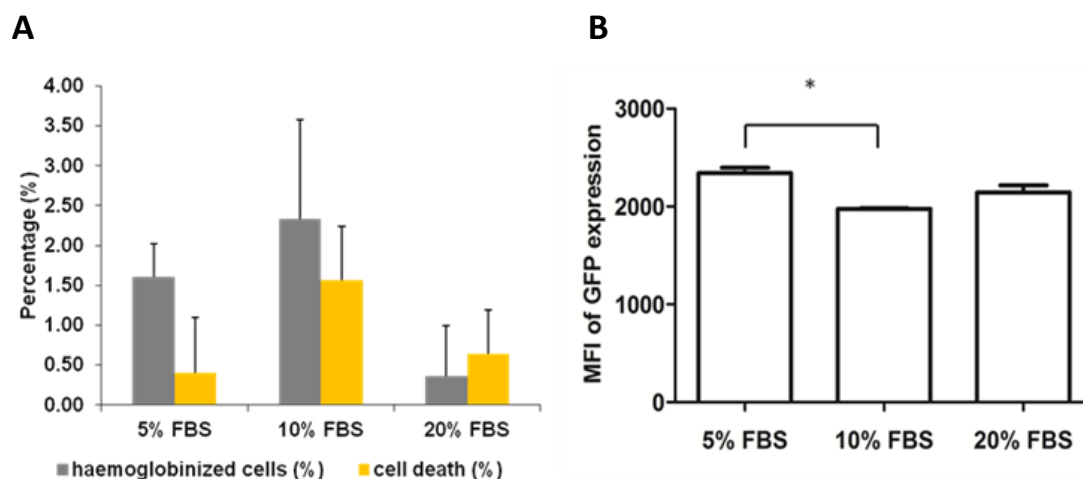 A
B
4.00
3.50
3.00
2.50
2.00
1.50
1.00
0.50
0.00
Percentage (%)
5% FBS 10% FBS 20% FBS
haemoglobinized cells (%) cell death (%)
*
3000
2000
1000
0
MFI of GFP expression
5% FBS 10% FBS 20% FBS